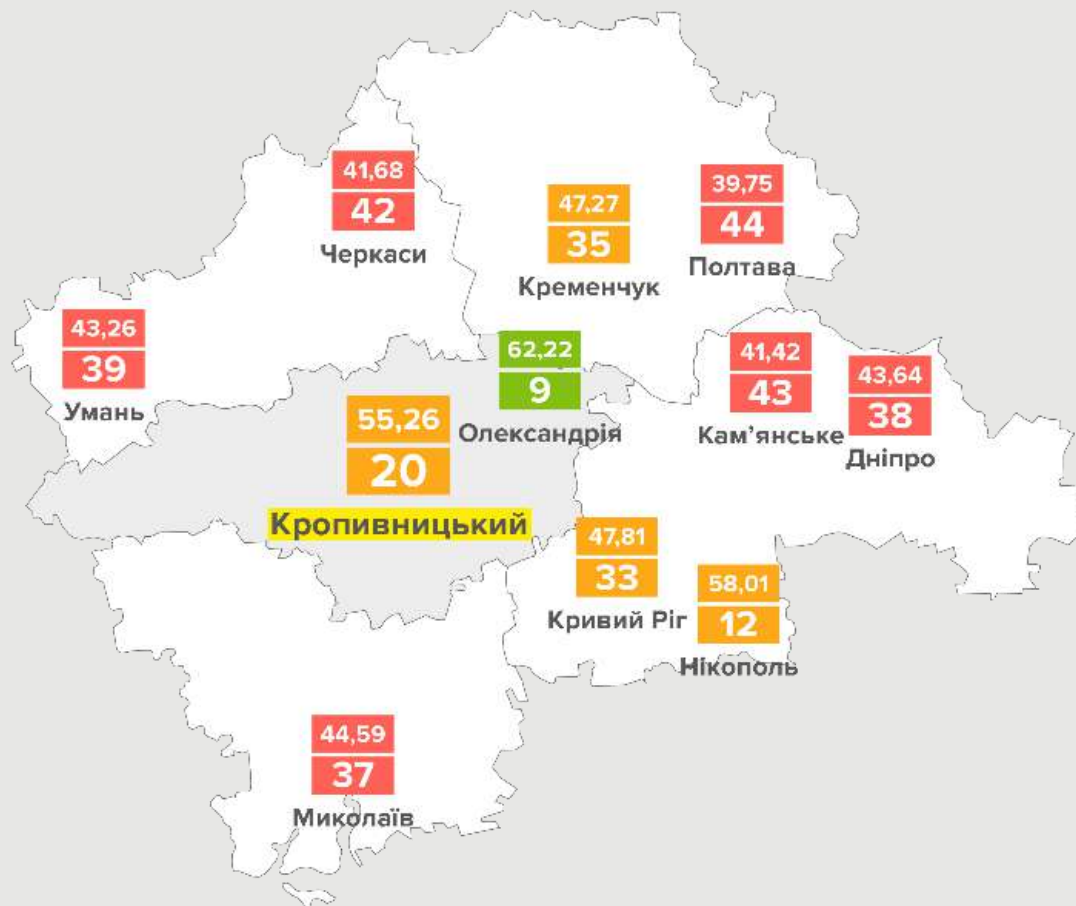 41,68
42
Черкаси
47,27
35
Кременчук
39,75
44
Полтава
43,26
39
Умань
62,22
9
Олександрія
41,42
43
Кам’янське
43,64
38
Дніпро
55,26
20
Кропивницький
47,81
33
Кривий Ріг
58,01
12
Нікополь
44,59
37
Миколаїв